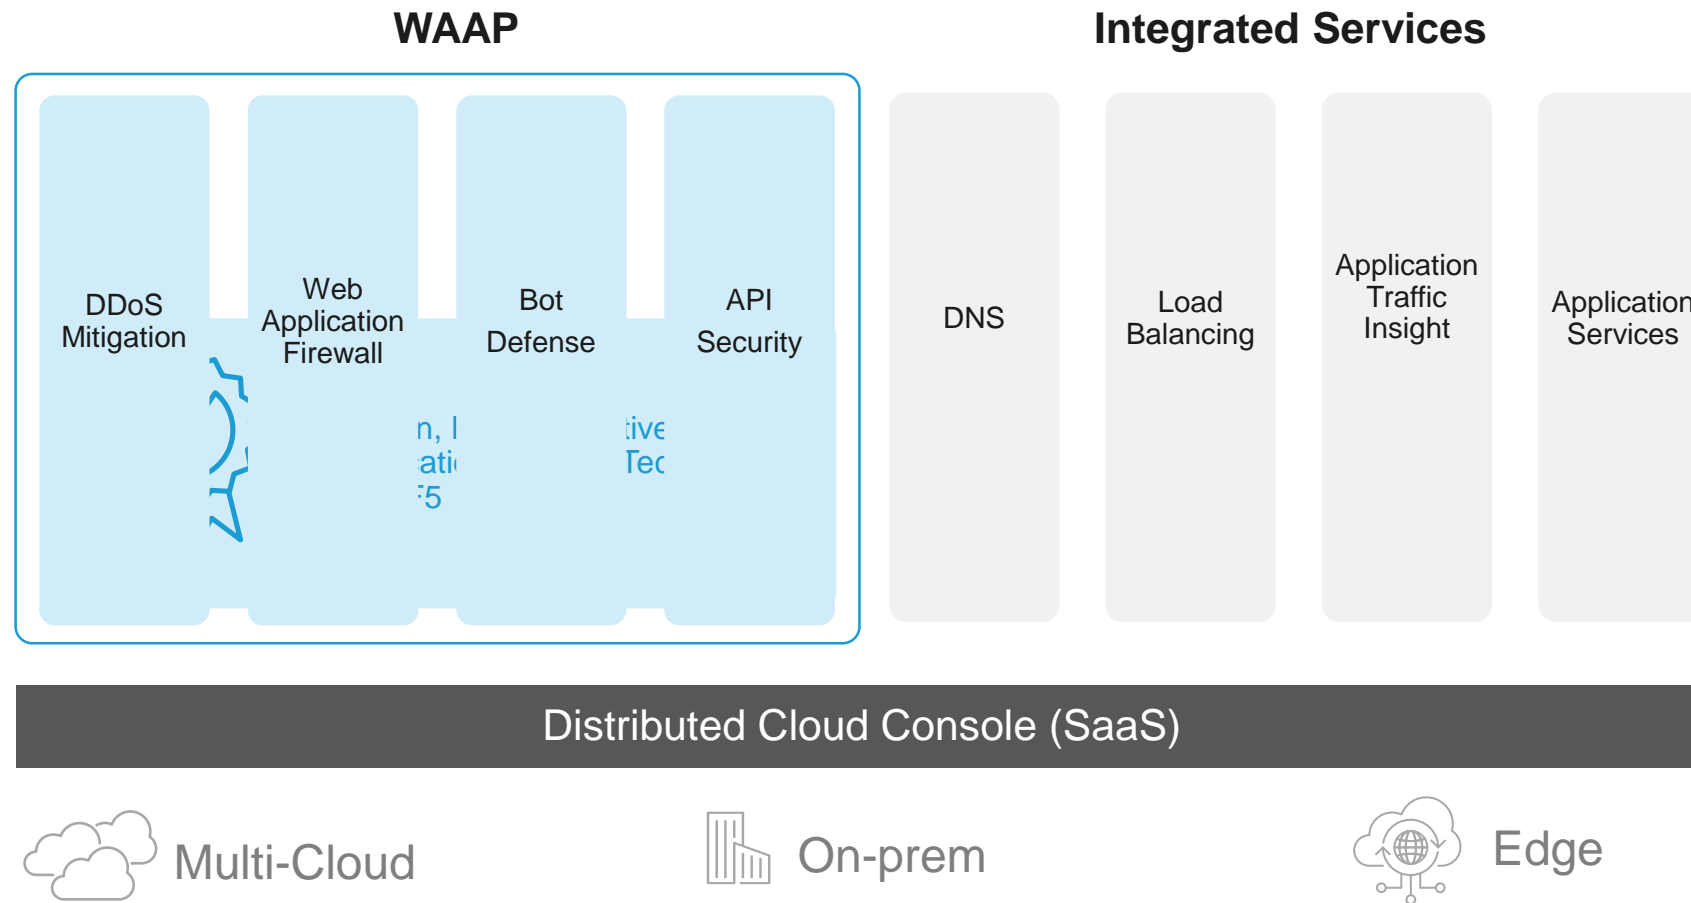 WAAP
Integrated Services
DDoS
Mitigation
Web
Application
Firewall
Bot
Defense
API
Security
DNS
Load
Balancing
Application
Traffic
Insight
Application
Services
Distributed Cloud Console (SaaS)
Multi-Cloud
On-prem
Edge